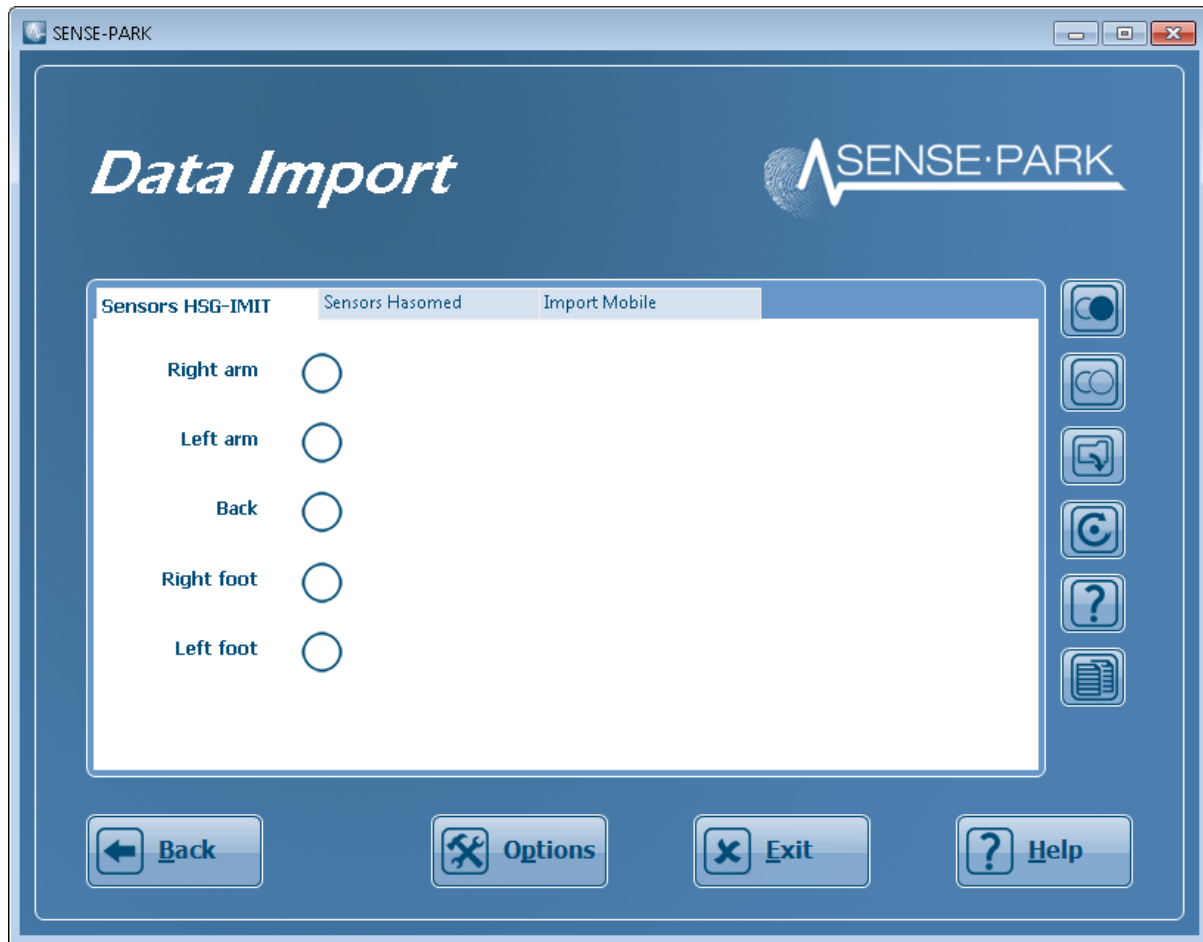 SENSE-PARK
Data Import
SENSE·PARK
Sensors HSG-IMIT
Sensors Hasomed
Import Mobile
Right arm
Left arm
Back
Right foot
Left foot
Back
Options
Exit
Help